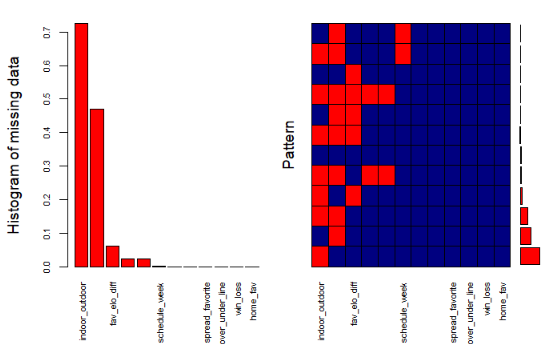 Histogram of missing data
0.7
0.6
0.5
0.4
0.3
0.2
0.1
0.0
indoor_outdoor
fav_elo_diff
schedule_week
spread_favorite
over_under_line
win_loss
home_fav
Pattern
indoor_outdoor
fav_elo_diff
schedule_week
spread_favorite
over_under_line
win_loss
home_fav